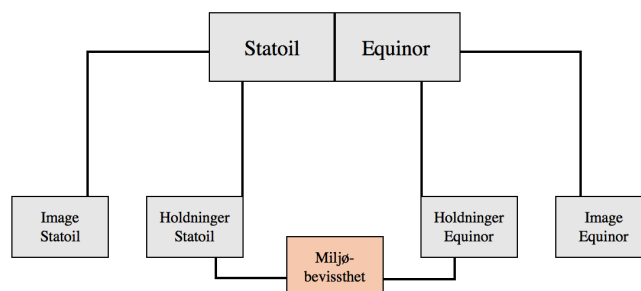 Statoil
Equinor
Image
Statoil
Holdninger
Statoil
Holdninger
Equinor
Image
Equinor
Miljø-
bevissthet